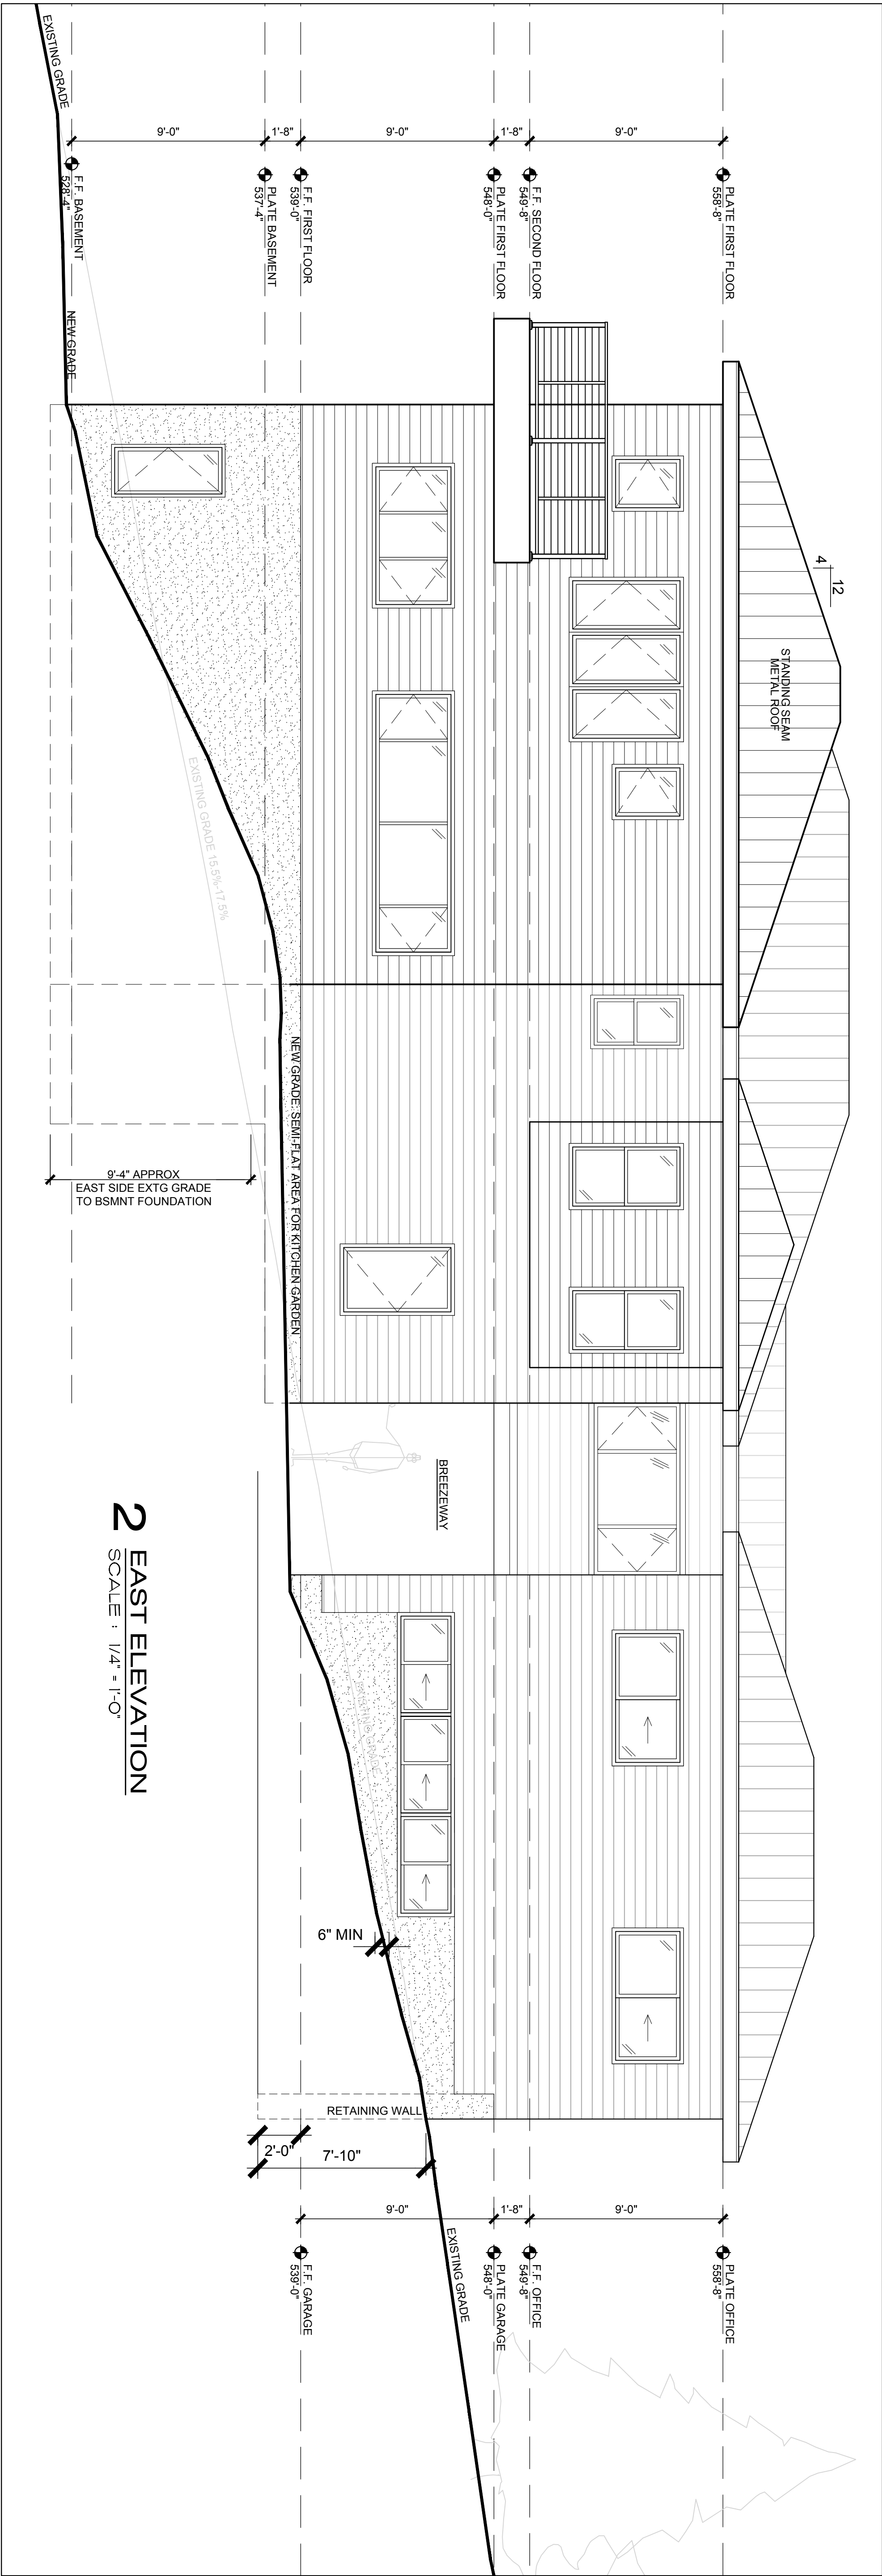 EXISTING GRADE
9'-0"
1'-8"
9'-0"
1'-8"
9'-0"
F.F. BASEMENT
528'-4"
PLATE BASEMENT
537'-4"
F.F. FIRST FLOOR
539'-0"
PLATE FIRST FLOOR
548'-0"
F.F. SECOND FLOOR
549'-8"
PLATE FIRST FLOOR
558'-8"
NEW GRADE
12
4
STANDING SEAM
METAL ROOF
EXISTING GRADE 15.5%-17.5%
NEW GRADE: SEMI-FLAT AREA FOR KITCHEN GARDEN
9'-4" APPROX
EAST SIDE EXTG GRADE
TO BSMNT FOUNDATION
BREEZEWAY
2
EAST ELEVATION
SCALE : 1/4" = 1'-0"
6" MIN
RETAINING WALL
2'-0"
7'-10"
9'-0"
1'-8"
9'-0"
EXISTING GRADE
F.F. GARAGE
539'-0"
PLATE GARAGE
548'-0"
F.F. OFFICE
549'-8"
PLATE OFFICE
558'-8"